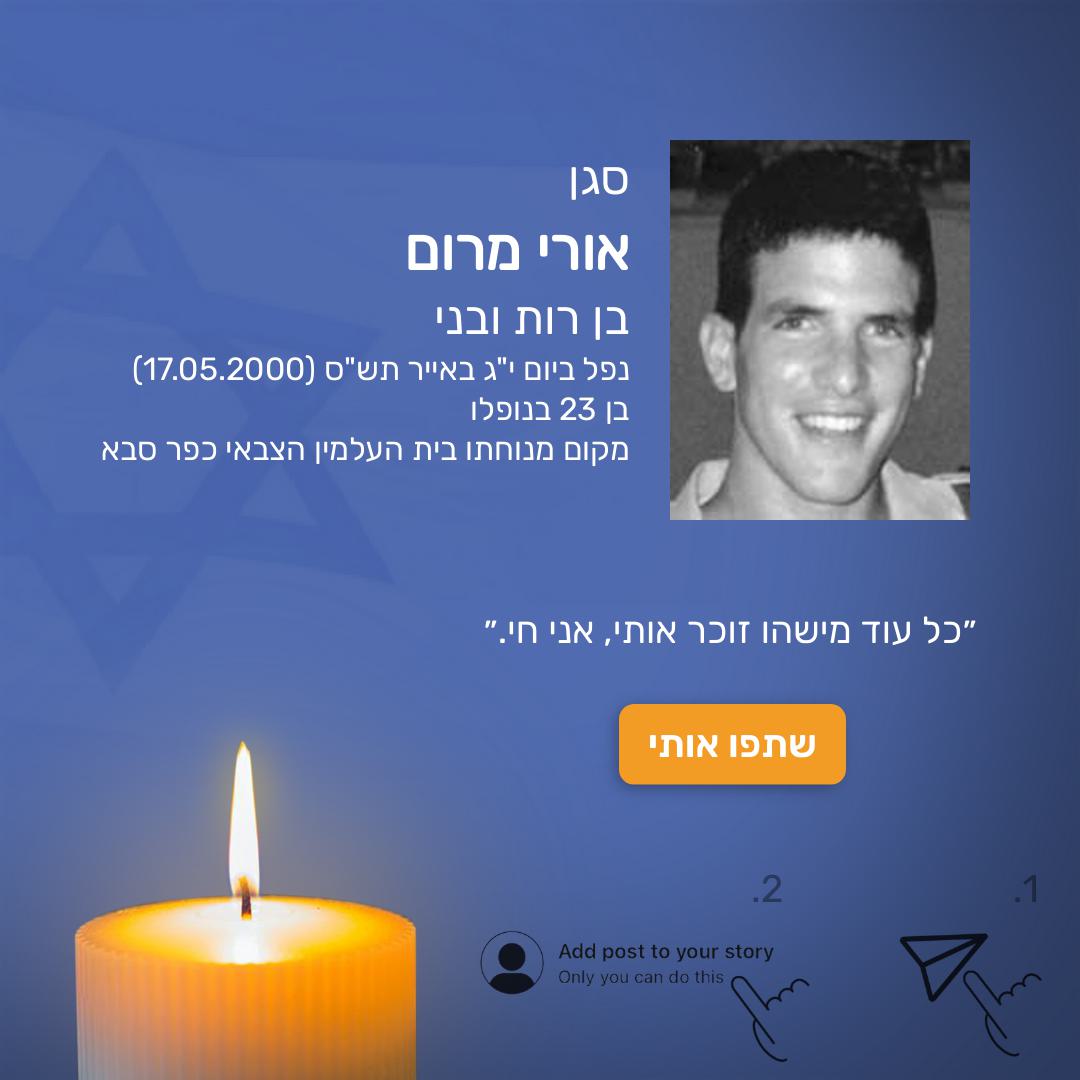 סגן
אורי מרום
בן רות ובני
נפל ביום י"ג באייר תש"ס (17.05.2000)
בן 23 בנופלו
מקום מנוחתו בית העלמין הצבאי כפר סבא
״כל עוד מישהו זוכר אותי, אני חי.״
שתפו אותי
1.
2.
Add post to your story
Only you can do this